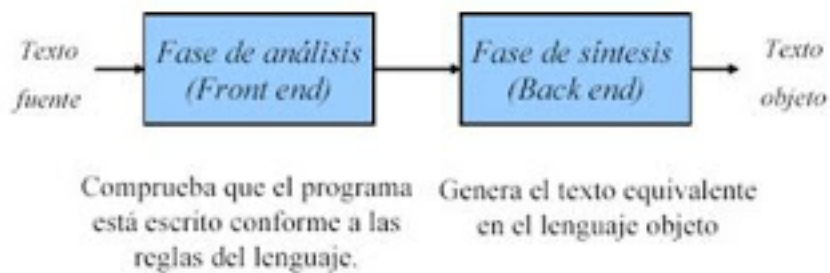 Texto
fuente
Fase de análisis
(Front end)
Fase de síntesis
(Back end)
Texto
objeto
Comprueba que el programa
está escrito conforme a las
reglas del lenguaje.
Genera el texto equivalente
en el lenguaje objeto